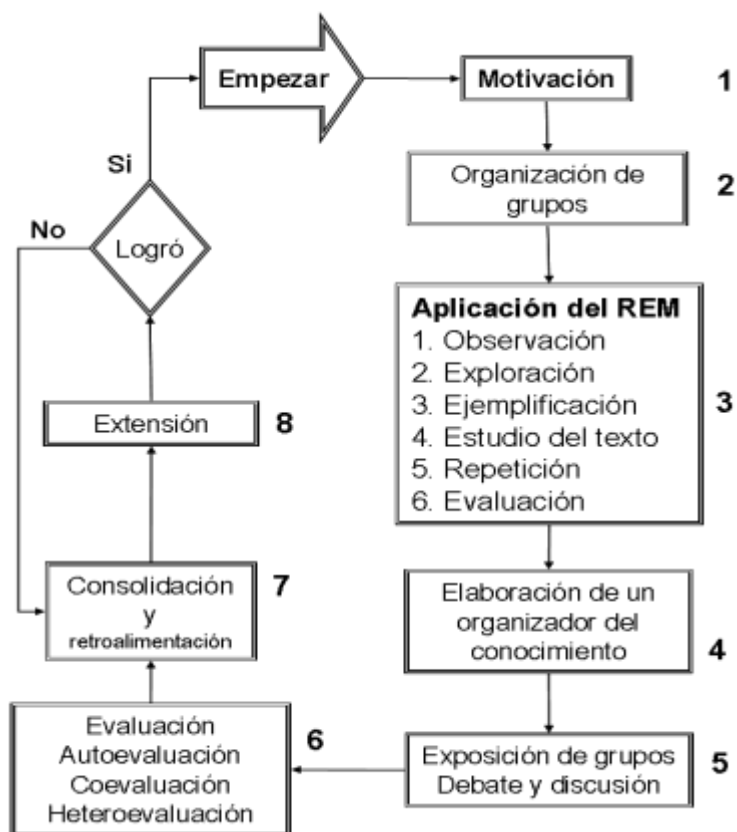 Empezar
Motivación
1
Organización de
grupos
2
Aplicación del REM
1. Observación
2. Exploración
3. Ejemplificación
4. Estudio del texto
5. Repetición
6. Evaluación
3
Elaboración de un
organizador del
conocimiento
4
Exposición de grupos
Debate y discusión
5
Evaluación
Autoevaluación
Coevaluación
Heteroevaluación
6
Consolidación
y
retroalimentación
7
Extensión
8
Logró
Si
No